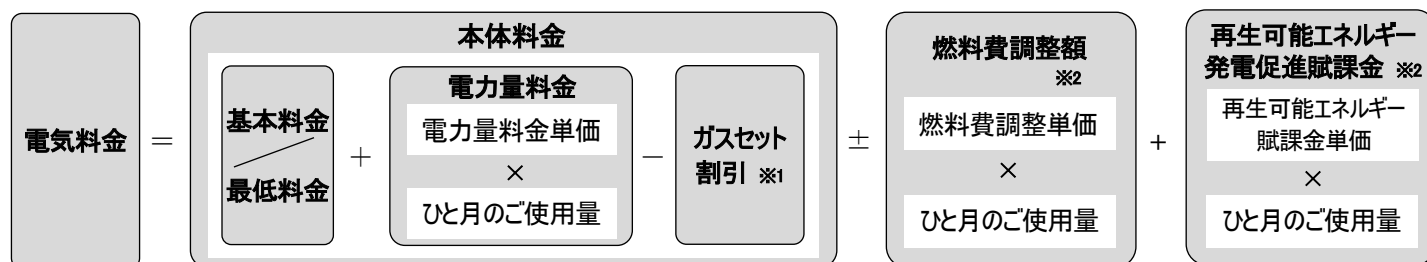 電気料金
=
本体料金
基本料金
最低料金
+
電力量料金
電力量料金単価
×
ひと月のご使用量
−
ガスセット
割引 ※1
±
燃料費調整額
※2
燃料費調整単価
×
ひと月のご使用量
+
再生可能エネルギー
発電促進賦課金 ※2
再生可能エネルギー
賦課金単価
×
ひと月のご使用量